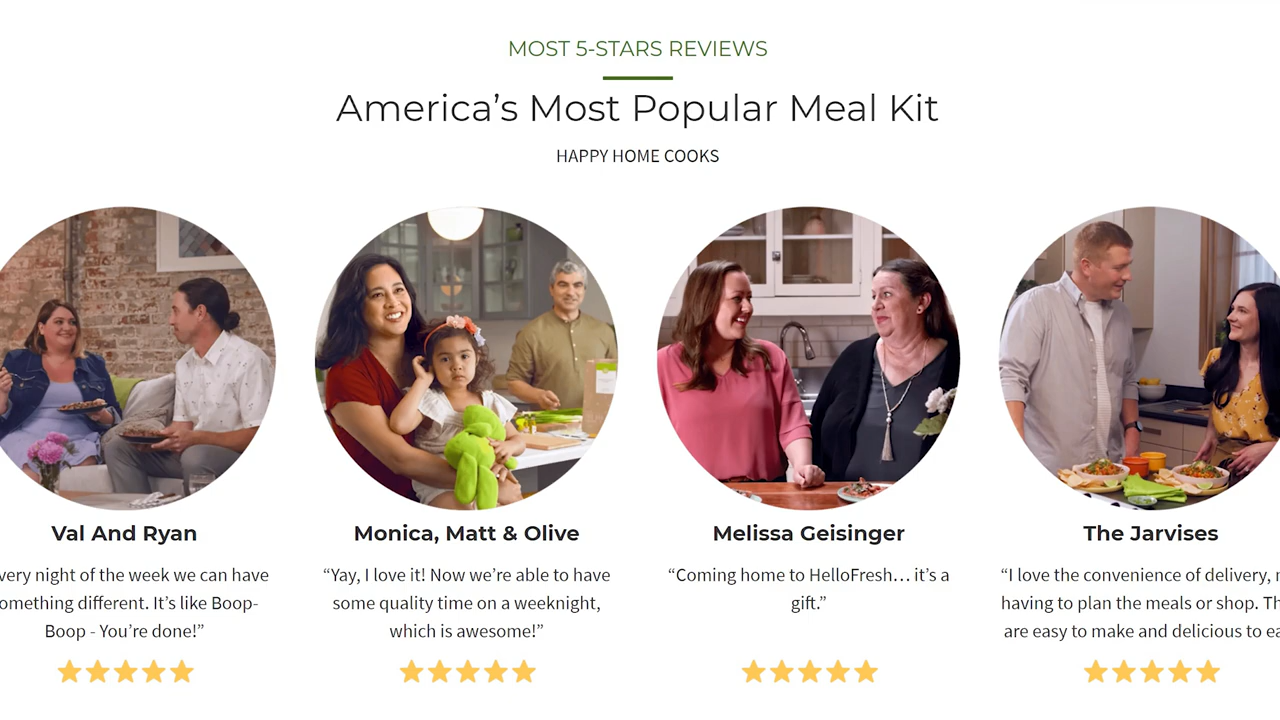 MOST 5-STARS REVIEWS
America's Most Popular Meal Kit
HAPPY HOME COOKS
Val And Ryan
very night of the week we can have
omething different. It's like Boop-
Boop - You're done!”
Monica, Matt & Olive
“Yay, I love it! Now we're able to have
some quality time on a weeknight,
which is awesome!”
Melissa Geisinger
“Coming home to HelloFresh… it's a
gift.”
The Jarvises
“I love the convenience of delivery,
having to plan the meals or shop. Th
are easy to make and delicious to ea